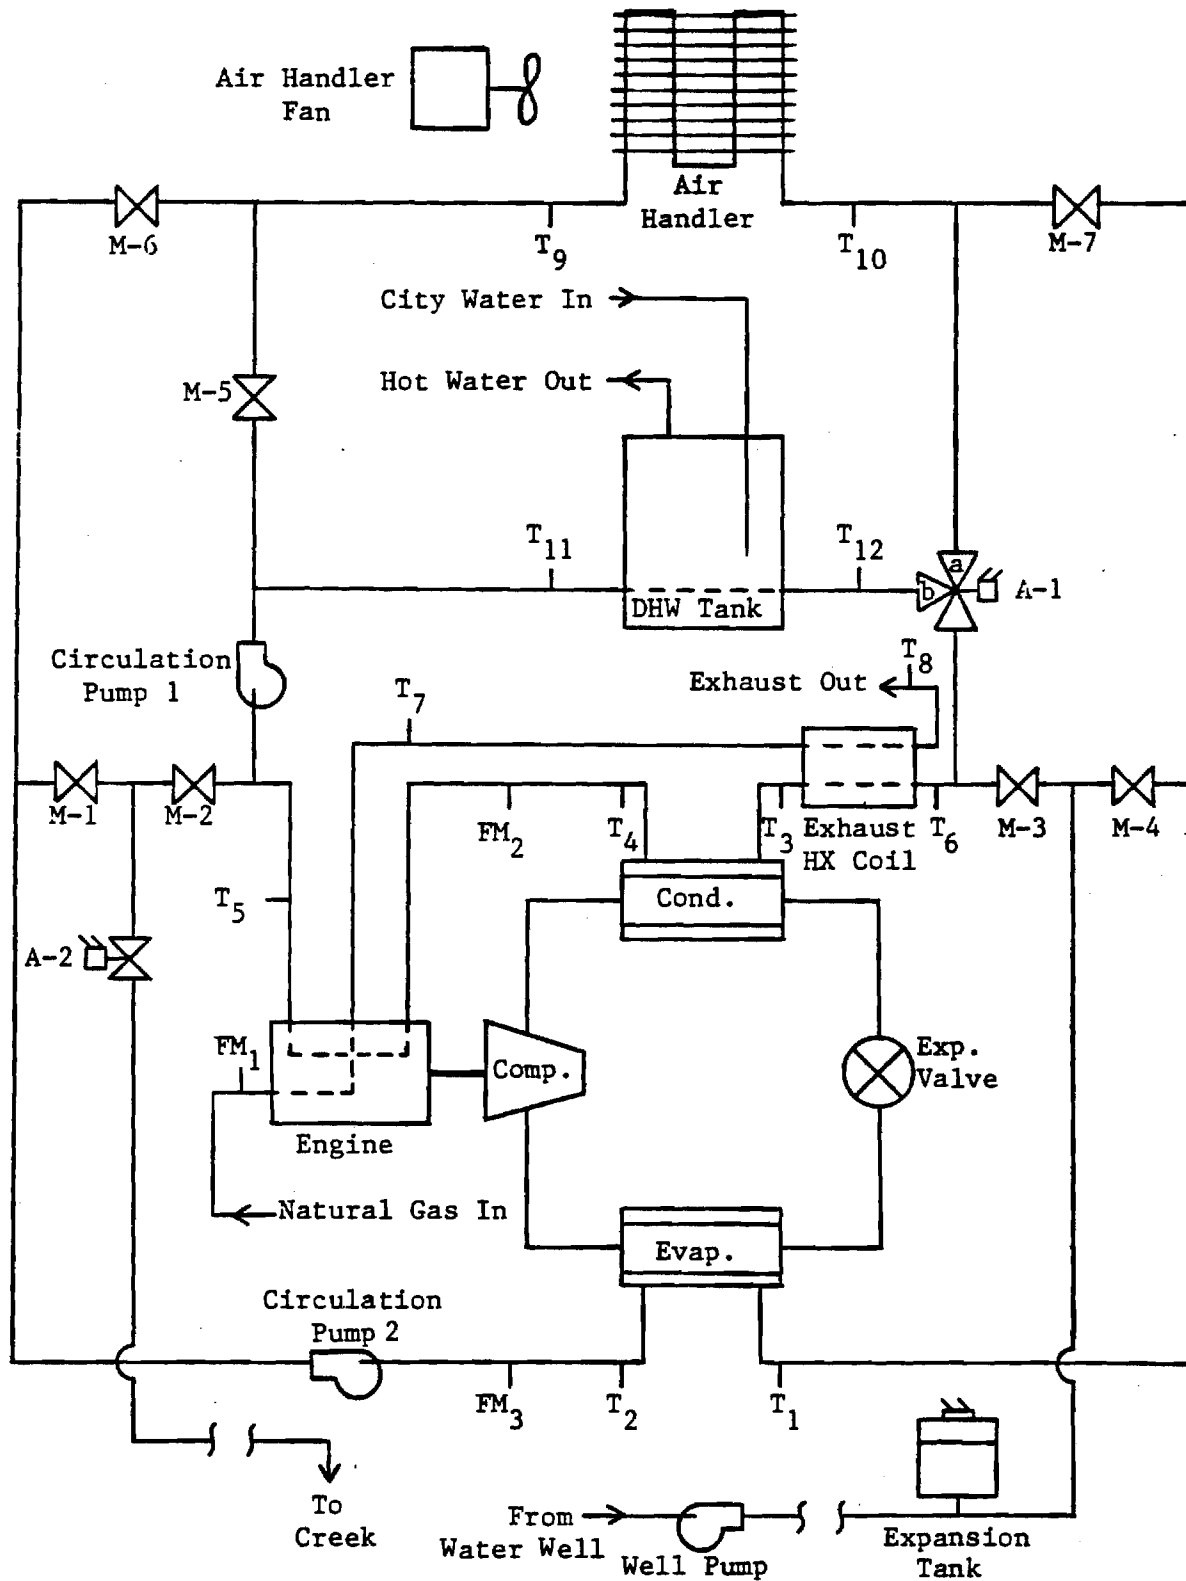 Air Handler
Fan
Air
Handler
M-6
T9
T10
M-7
City Water In
Hot Water Out
M-5
T11
T12
DHW Tank
a
b
A-1
Circulation
Pump 1
T8
Exhaust Out
T7
M-1
M-2
FM2
T4
T3
Exhaust
HX Coil
T6
M-3
M-4
T5
Cond.
A-2
FM1
Comp.
Exp.
Valve
Engine
Natural Gas In
Evap.
Circulation
Pump 2
FM3
T2
T1
To
Creek
From
Water Well
Well Pump
Expansion
Tank